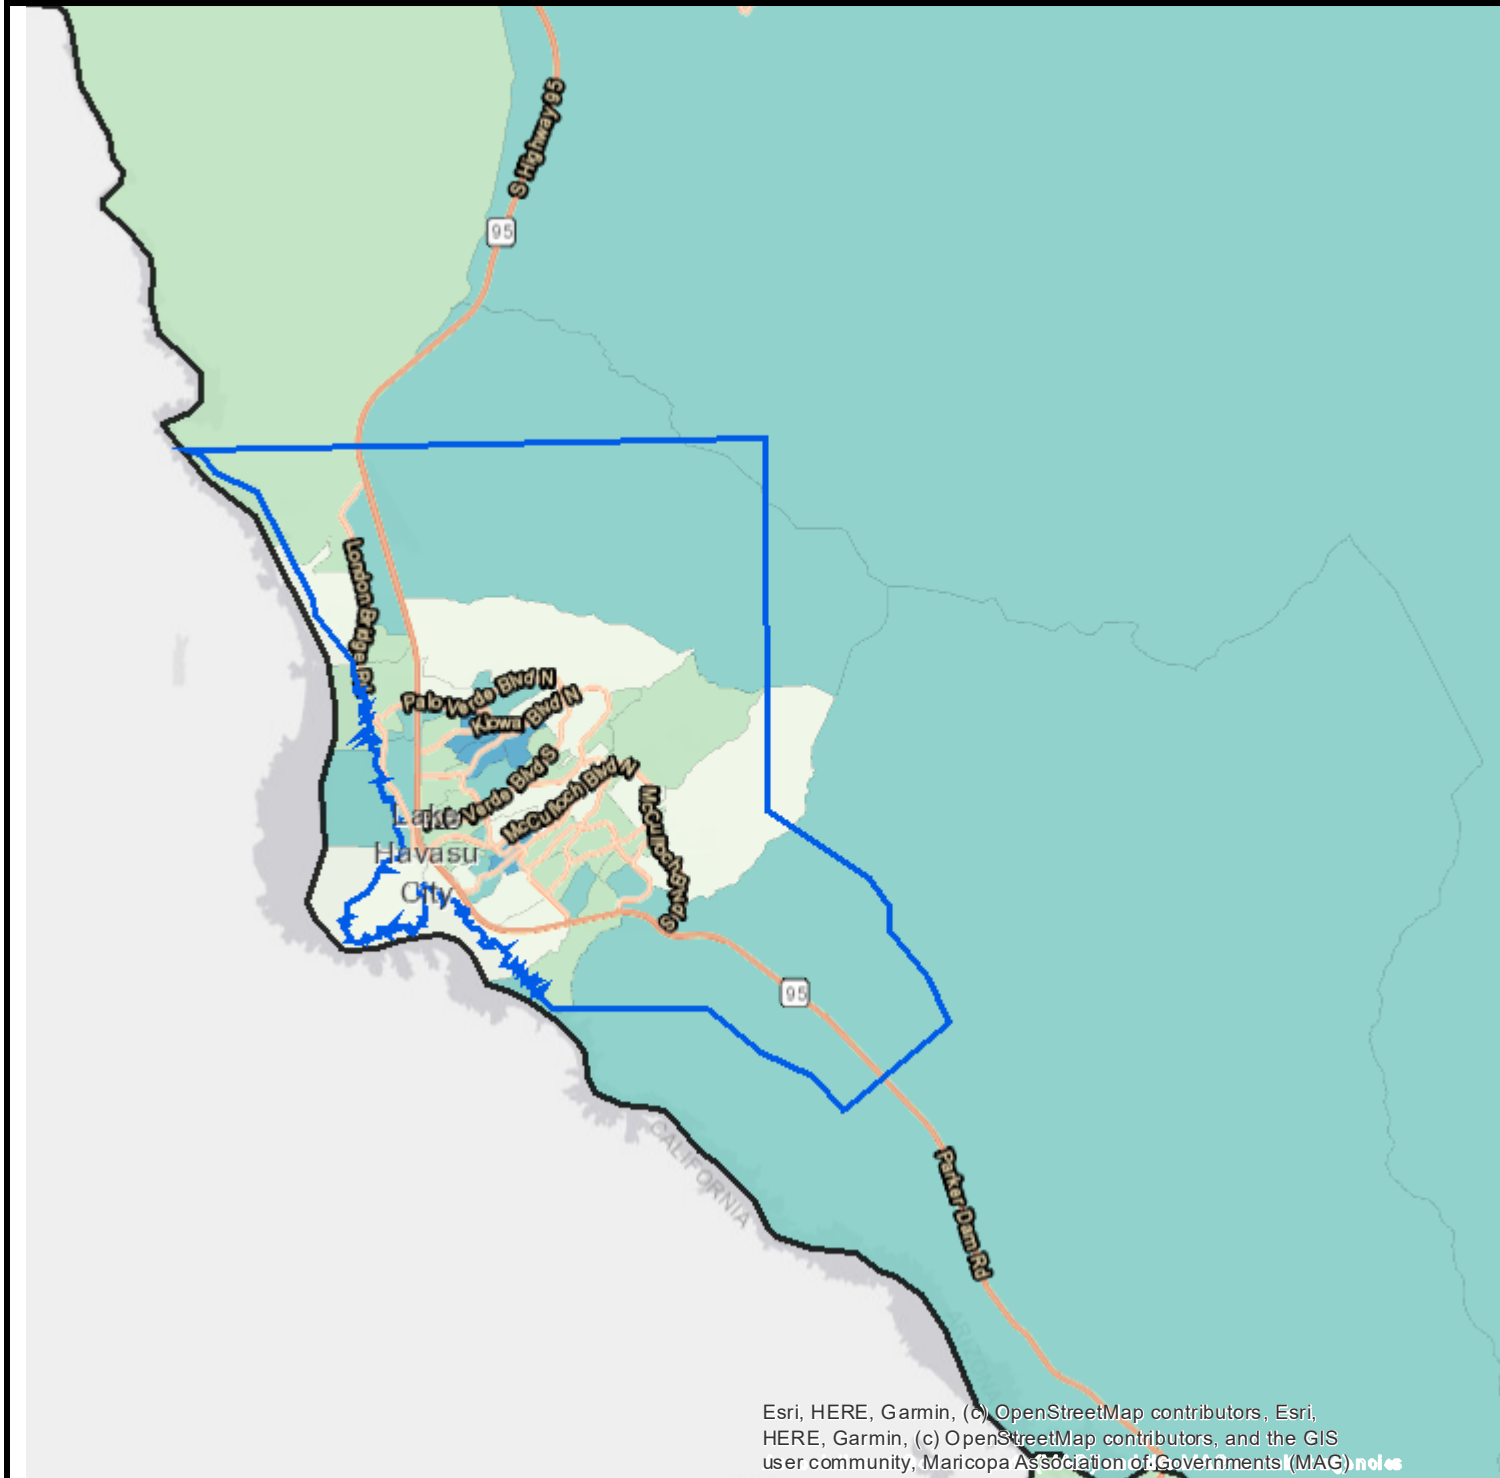 S Highway 95
95
London Bridge Rd
Palo Verde Blvd N
Kiowa Blvd N
Verde Blvd S
McCulloch Blvd N
McCulloch Blvd S
Lake
Havasu
City
95
CALIFORNIA
Parker Dam Rd
ARIZONA
Esri, HERE, Garmin, (c) OpenStreetMap contributors, Esri,
HERE, Garmin, (c) OpenStreetMap contributors, and the GIS
user community, Maricopa Association of Governments (MAG)